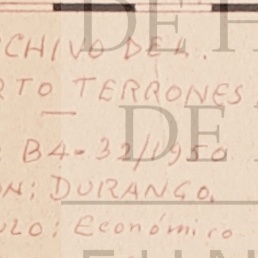 CHIVO DEL.
RTO TERRONES
B4-32/1950
ON; DURANGO.
ULO; Económico